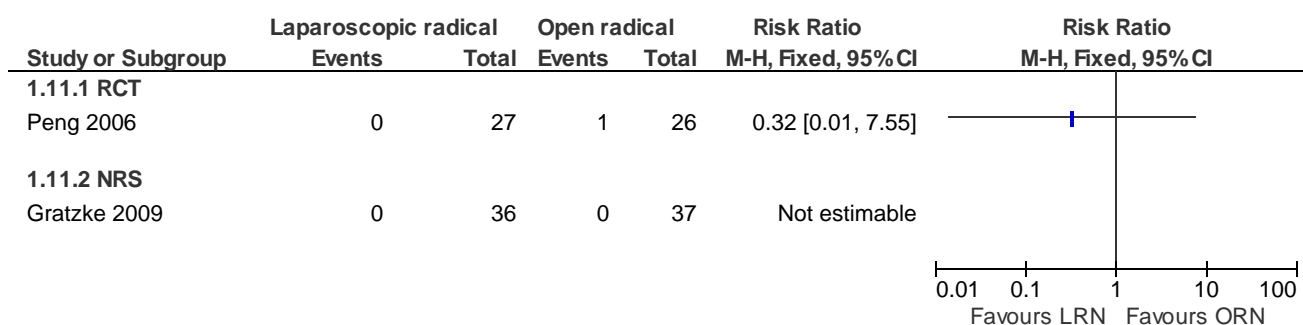 Laparoscopic radical Open radical Risk Ratio Risk Ratio
Study or Subgroup Events Total Events Total M-H, Fixed, 95% CI M-H, Fixed, 95% CI
1.11.1 RCT
Peng 2006 0 27 1 26 0.32 [0.01, 7.55]
1.11.2 NRS
Gratzke 2009 0 36 0 37 Not estimable
0.01 0.1 1 10 100
Favours LRN Favours ORN